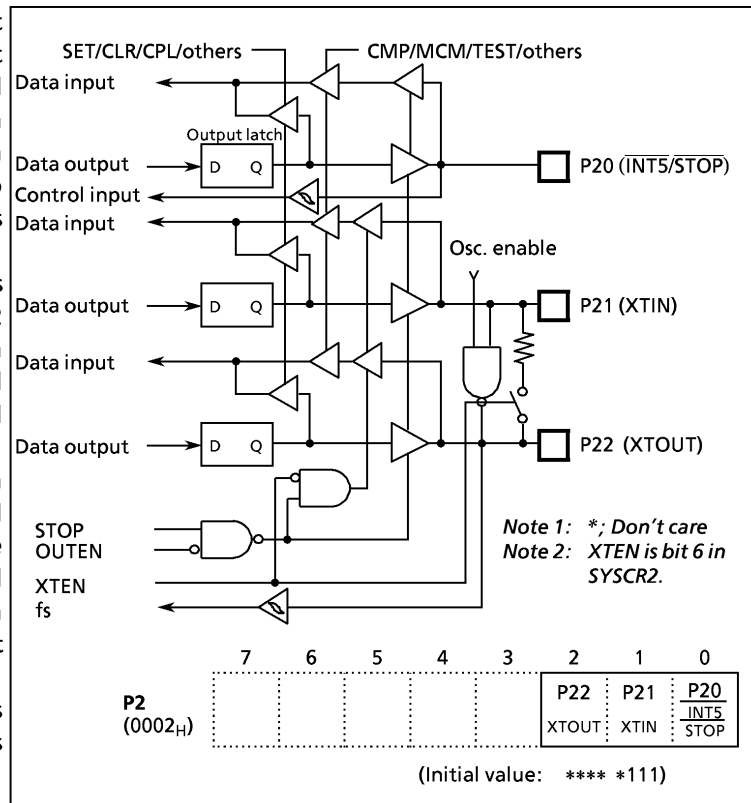 SET/CLR/CPL/others CMP/MCM/TEST/others
Data input
Output latch
Data output D Q P20 (INT5/STOP)
Control input
Data input
Osc. enable
Data output D Q P21 (XTIN)
Data input
Data output D Q P22 (XTOUT)
STOP
OUTEN
XTEN
fs
Note 1: *; Don't care
Note 2: XTEN is bit 6 in
SYSCR2.
7 6 5 4 3 2 1 0
P2
(0002H)
P22 P21 P20
XTOUT XTIN INT5
STOP
(Initial value: **** *111)